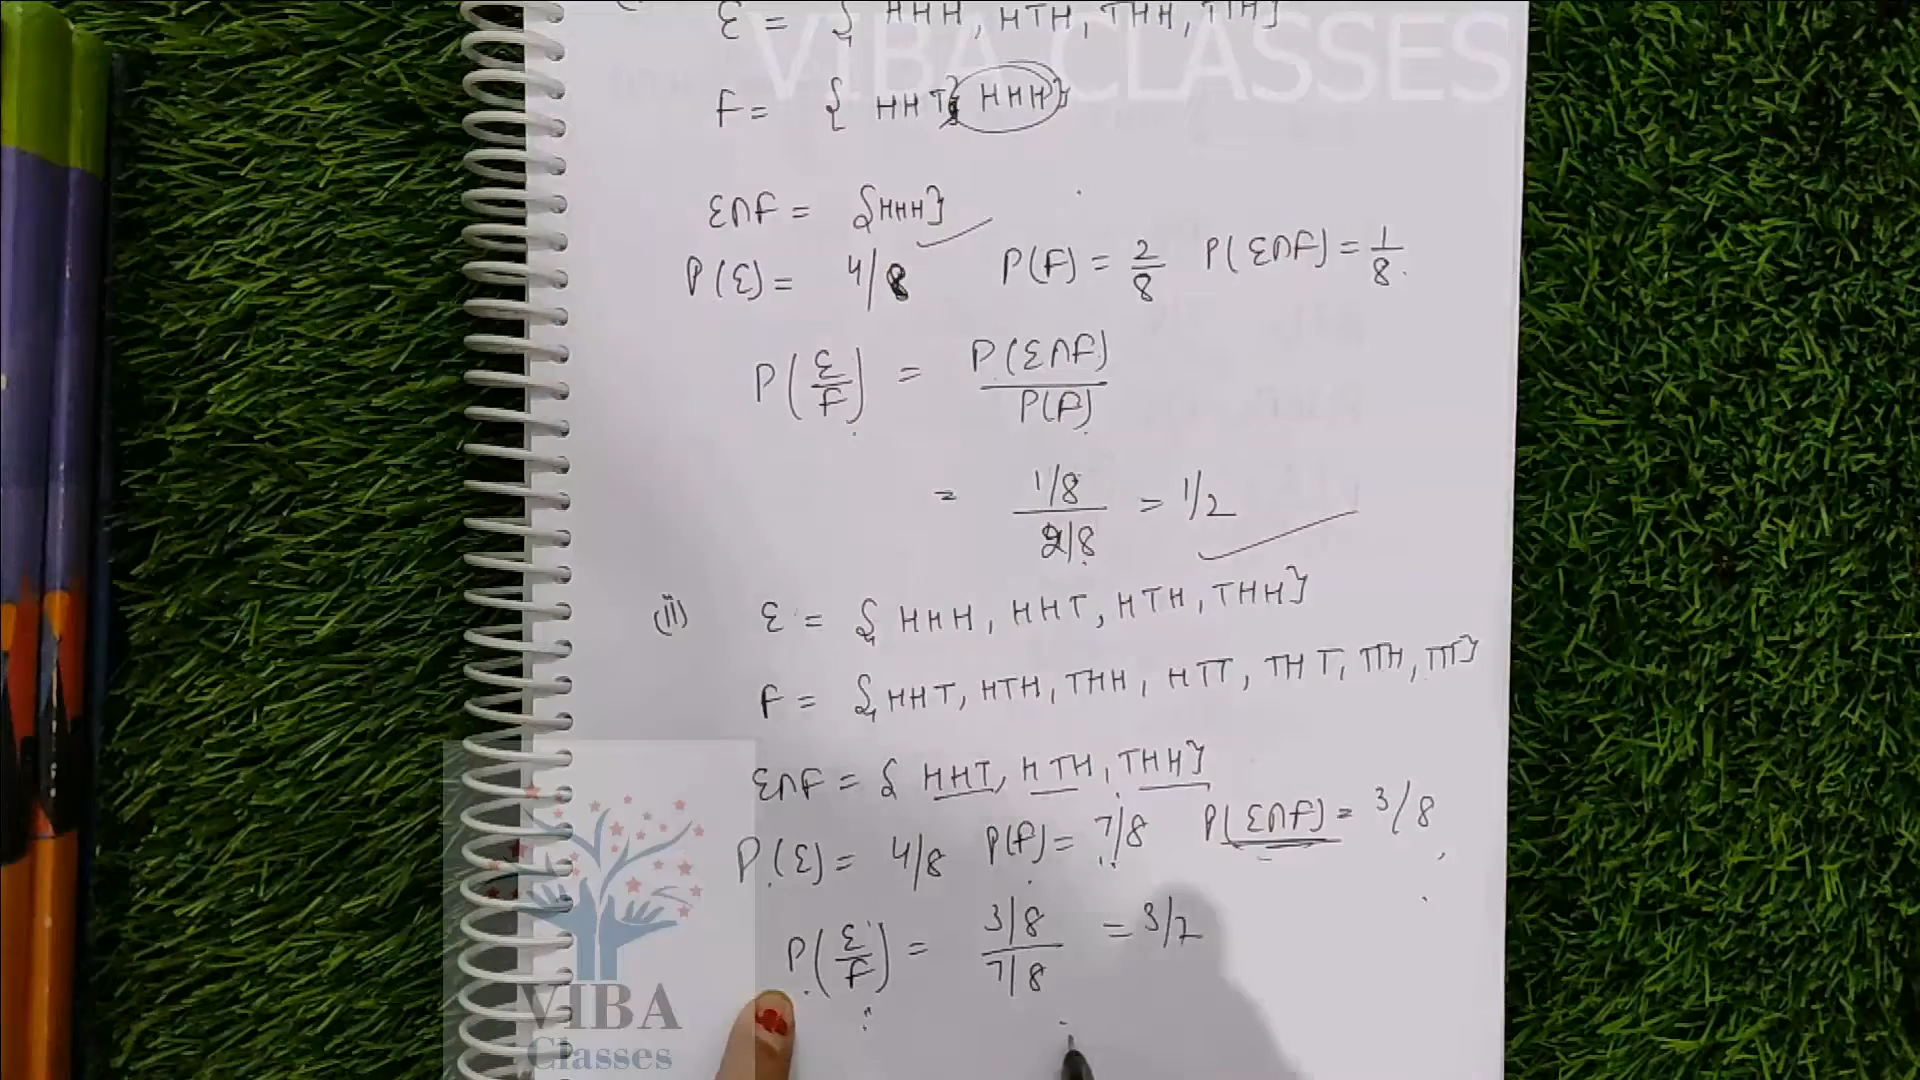 VIBA CLASSES
Ɛ = { HHH, HTH, THH, TTH}
F = { HHT, HHH}
Ɛ∩F = {HHH}
P(Ɛ) = 4/8 P(F) = 2/8 P(Ɛ∩F) = 1/8.
P(Ɛ/F) = P(Ɛ∩F)/P(F)
= 1/8 / 2/8 = 1/2
(ii) Ɛ = { HHH, HHT, HTH, THH}
F = {HHT, HTH, THH, HTT, THT, TTH, TTT}
Ɛ∩F = { HHT, HTH, THH}
P(Ɛ) = 4/8 P(F) = 7/8 P(Ɛ∩F) = 3/8
P(Ɛ/F) = 3/8 / 7/8 = 3/7
VIBA
Classes